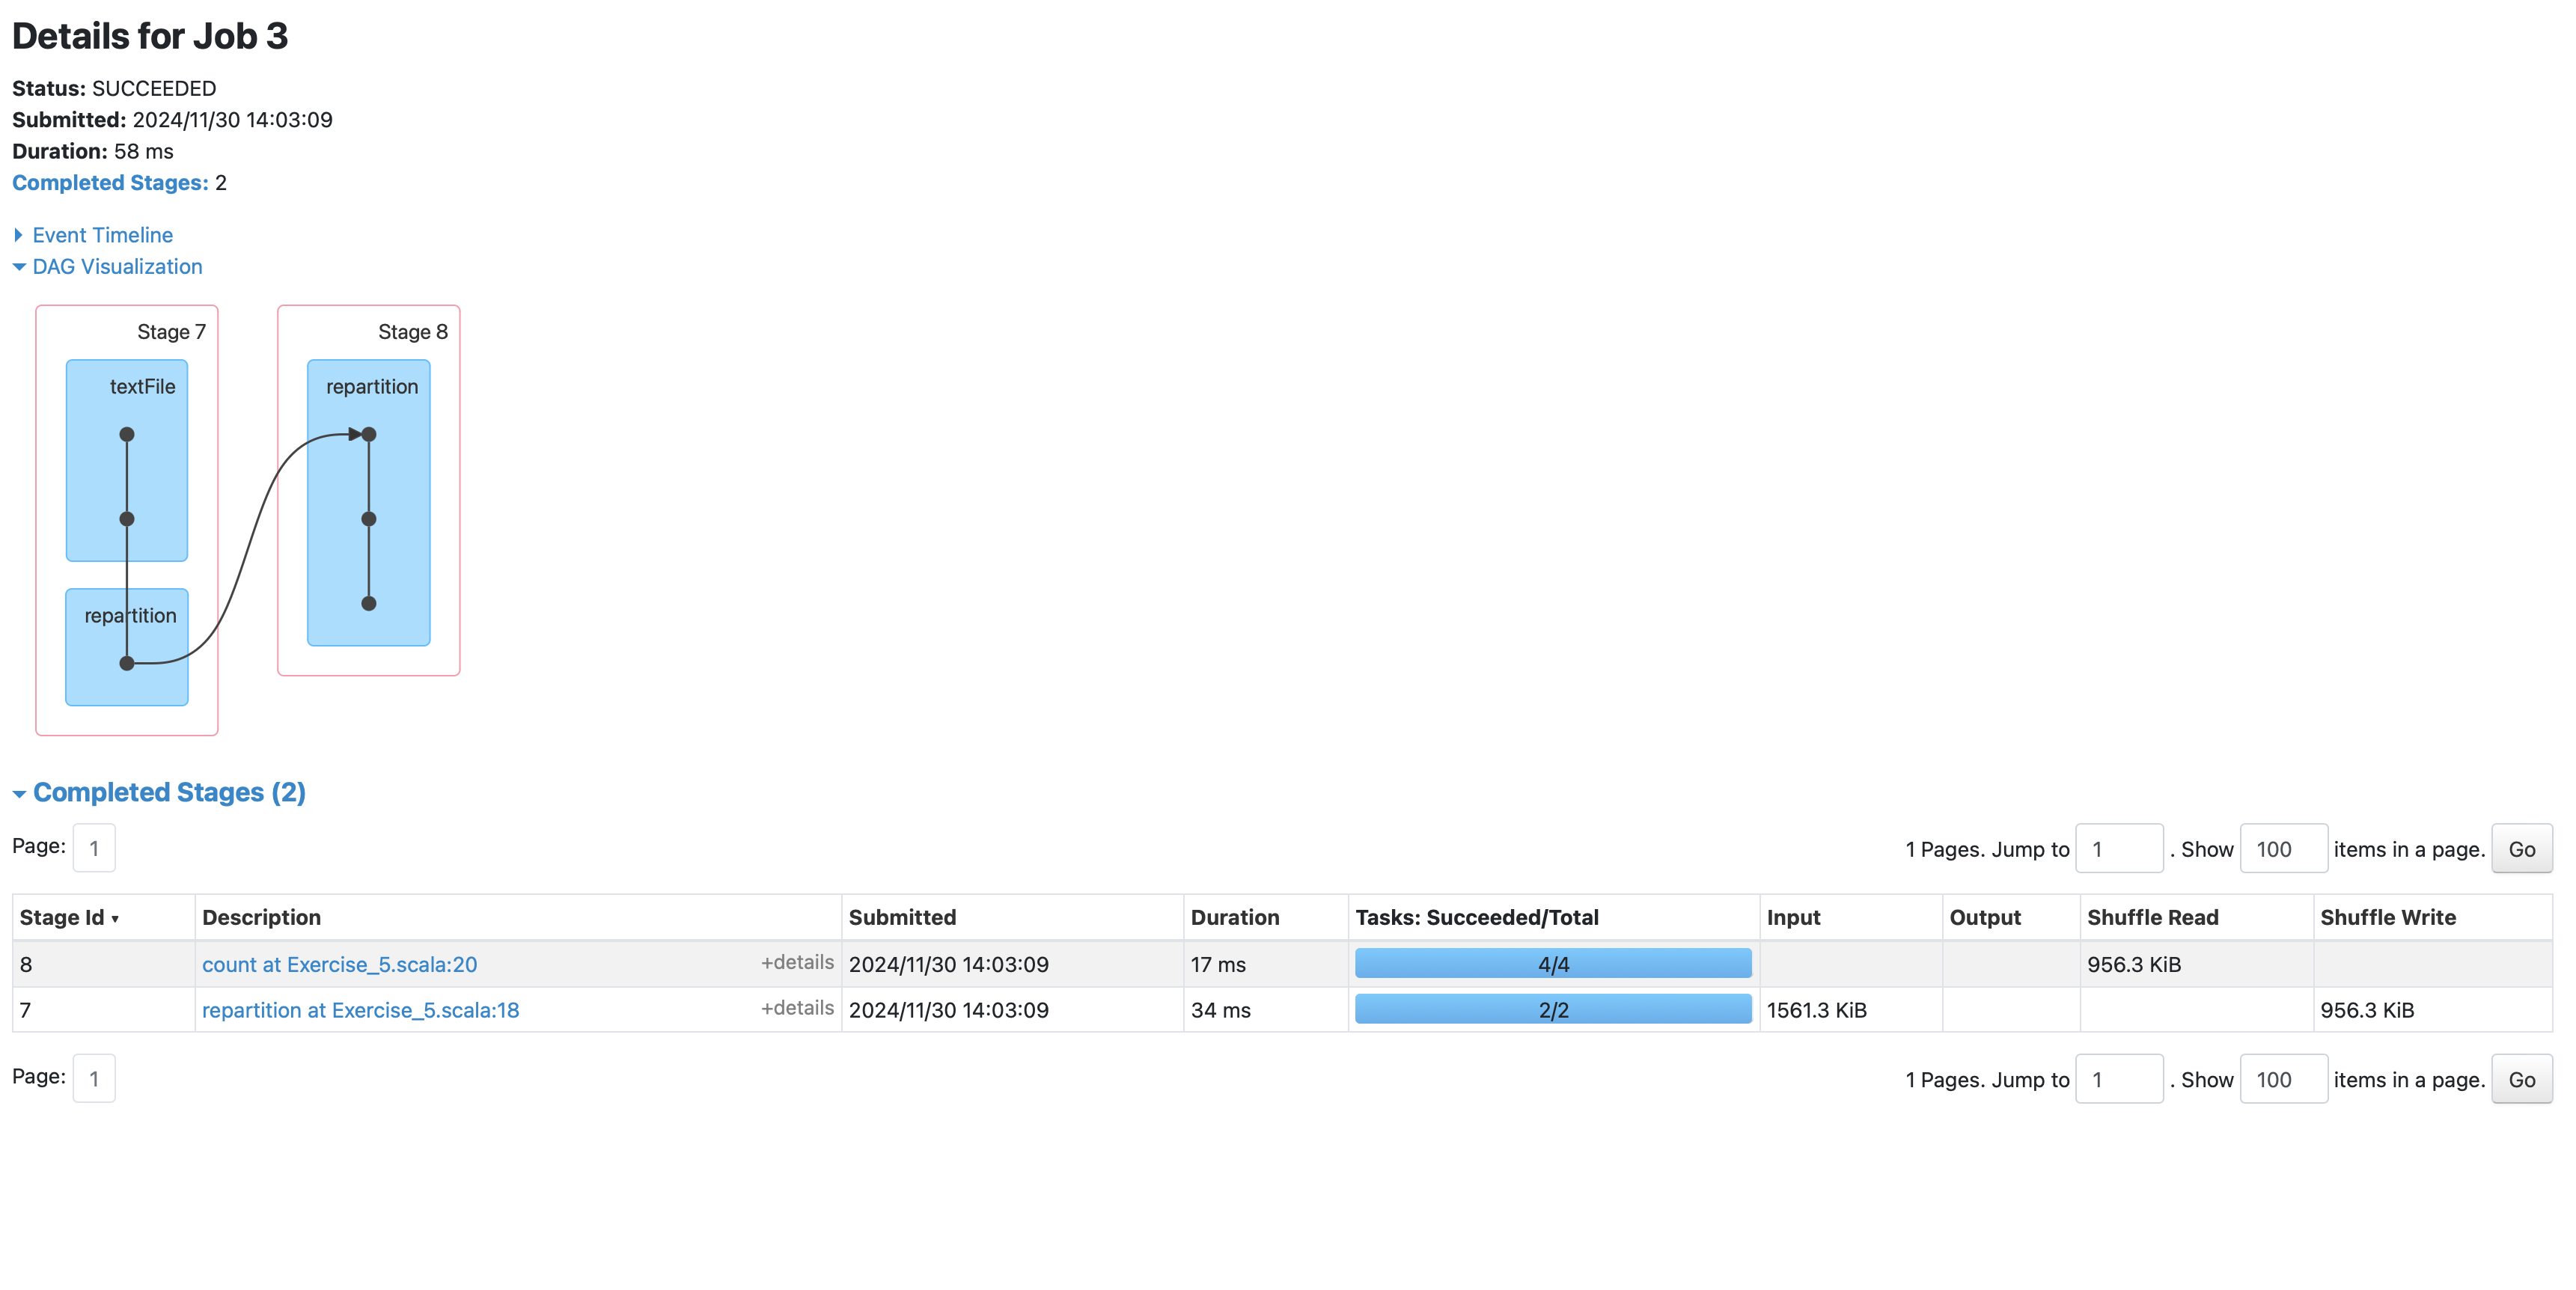 Details for Job 3
Status: SUCCEEDED
Submitted: 2024/11/30 14:03:09
Duration: 58 ms
Completed Stages: 2
Event Timeline
DAG Visualization
Stage 7
Stage 8
textFile
repartition
repartition
Completed Stages (2)
Page: 1
1 Pages. Jump to 1 . Show 100 items in a page. Go
Stage Id ▾ Description Submitted Duration Tasks: Succeeded/Total Input Output Shuffle Read Shuffle Write
8 count at Exercise_5.scala:20 +details 2024/11/30 14:03:09 17 ms 4/4 956.3 KiB
7 repartition at Exercise_5.scala:18 +details 2024/11/30 14:03:09 34 ms 2/2 1561.3 KiB 956.3 KiB
Page: 1
1 Pages. Jump to 1 . Show 100 items in a page. Go